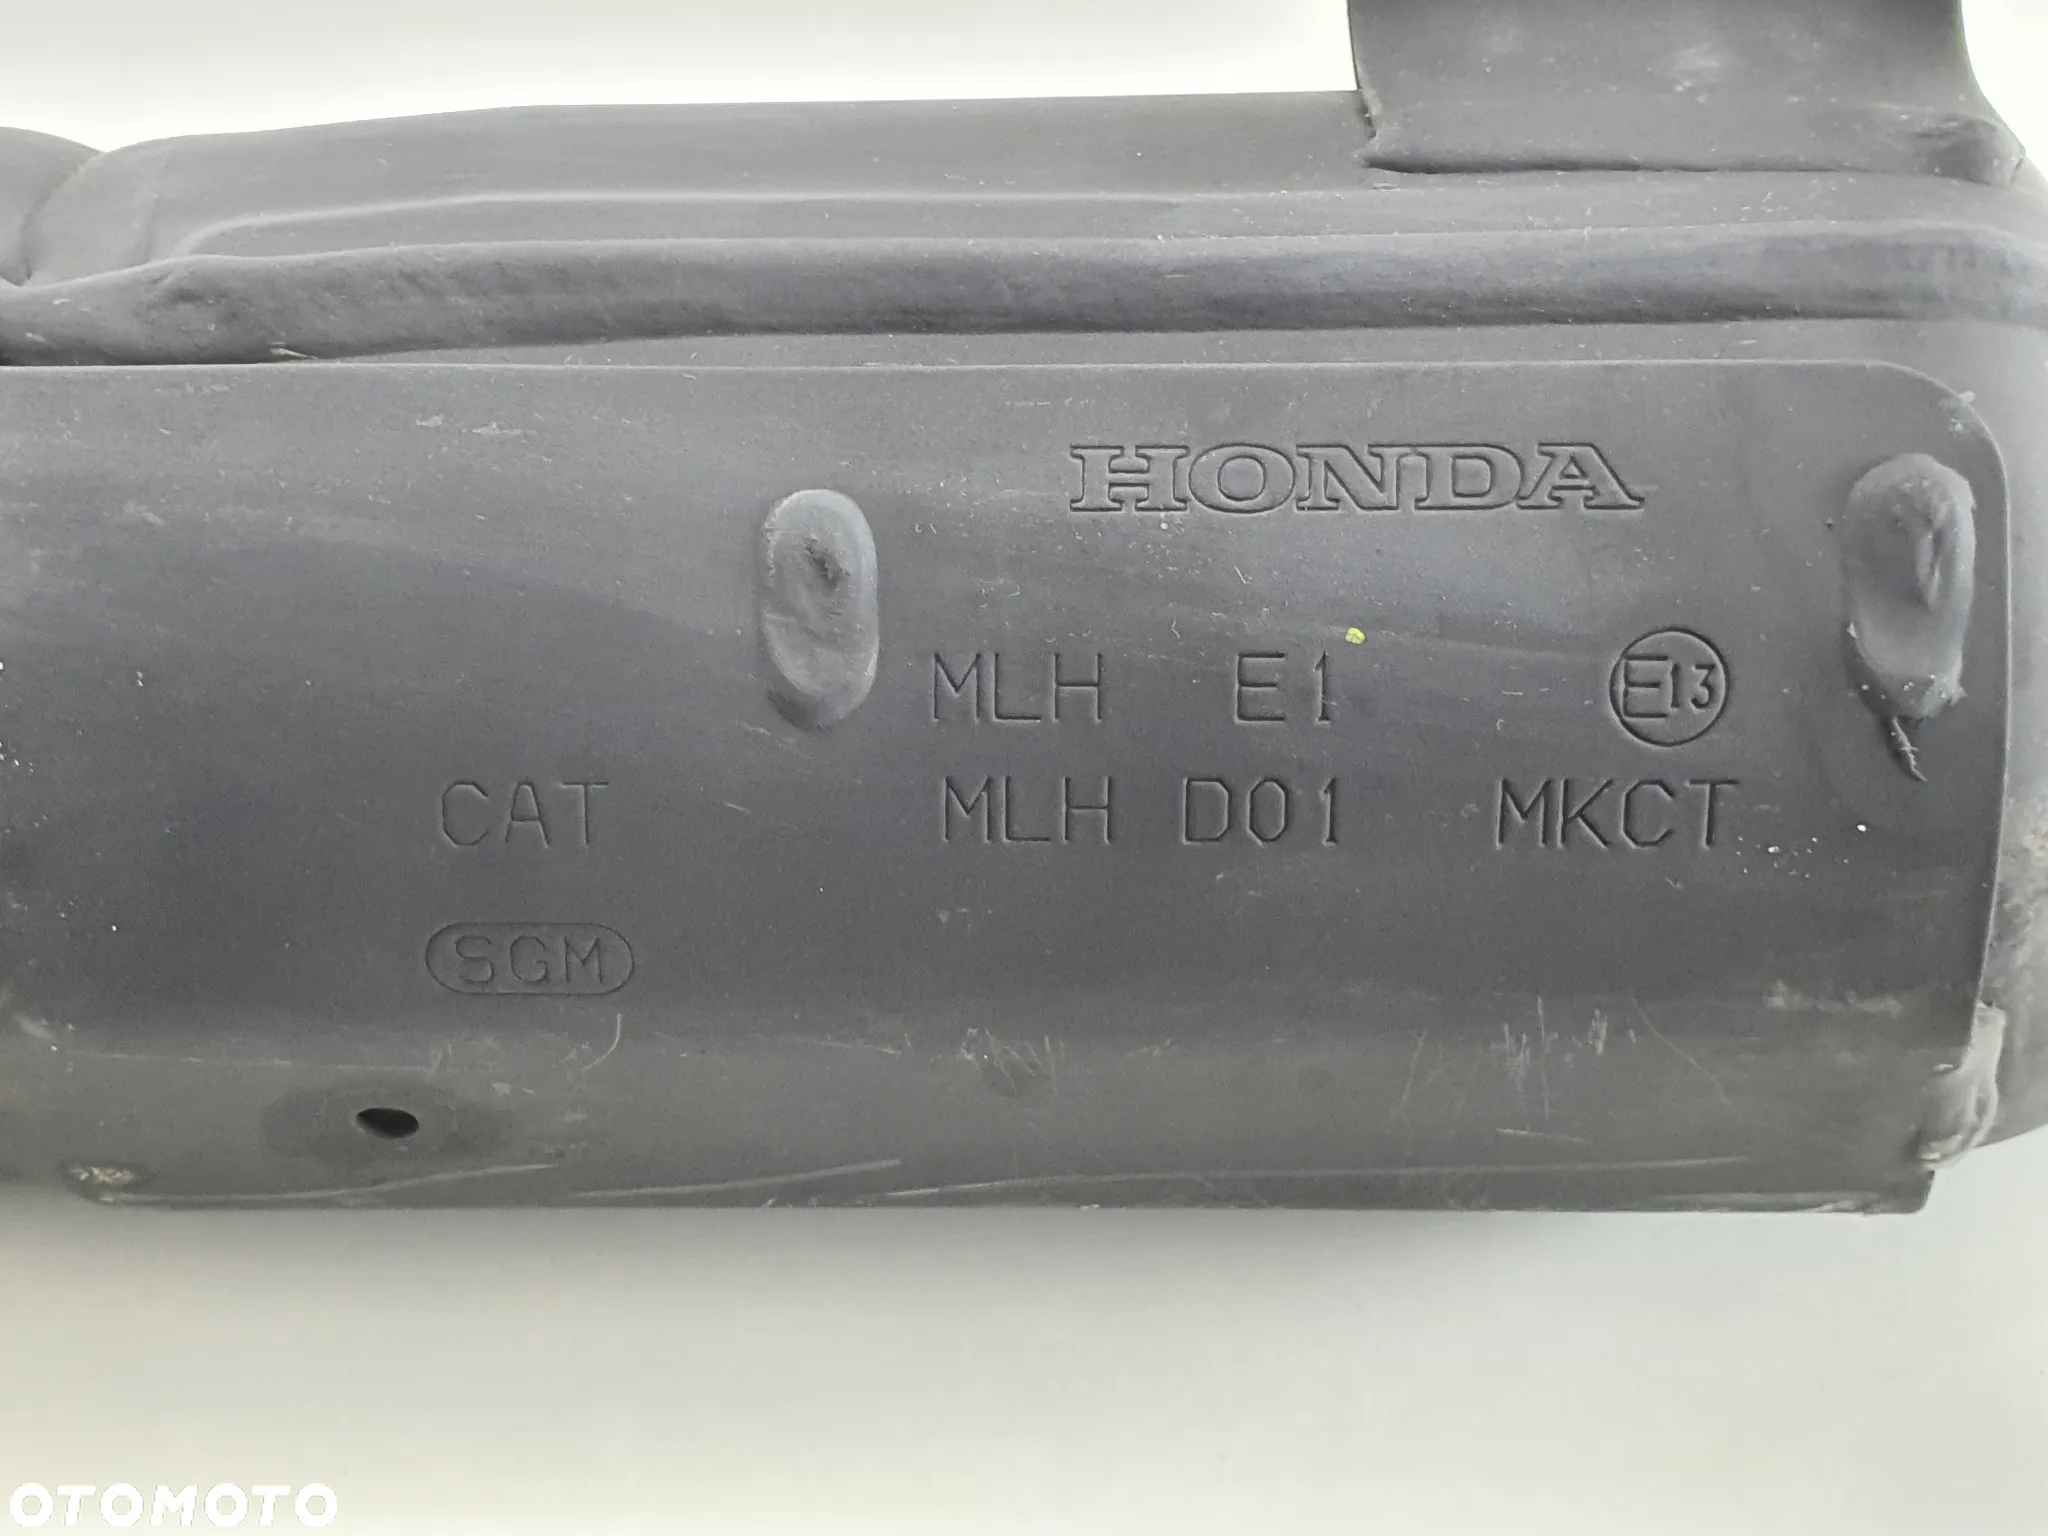 HONDA
MLH E1 E13
CAT MLH D01 MKCT
SGM
OTOMOTO